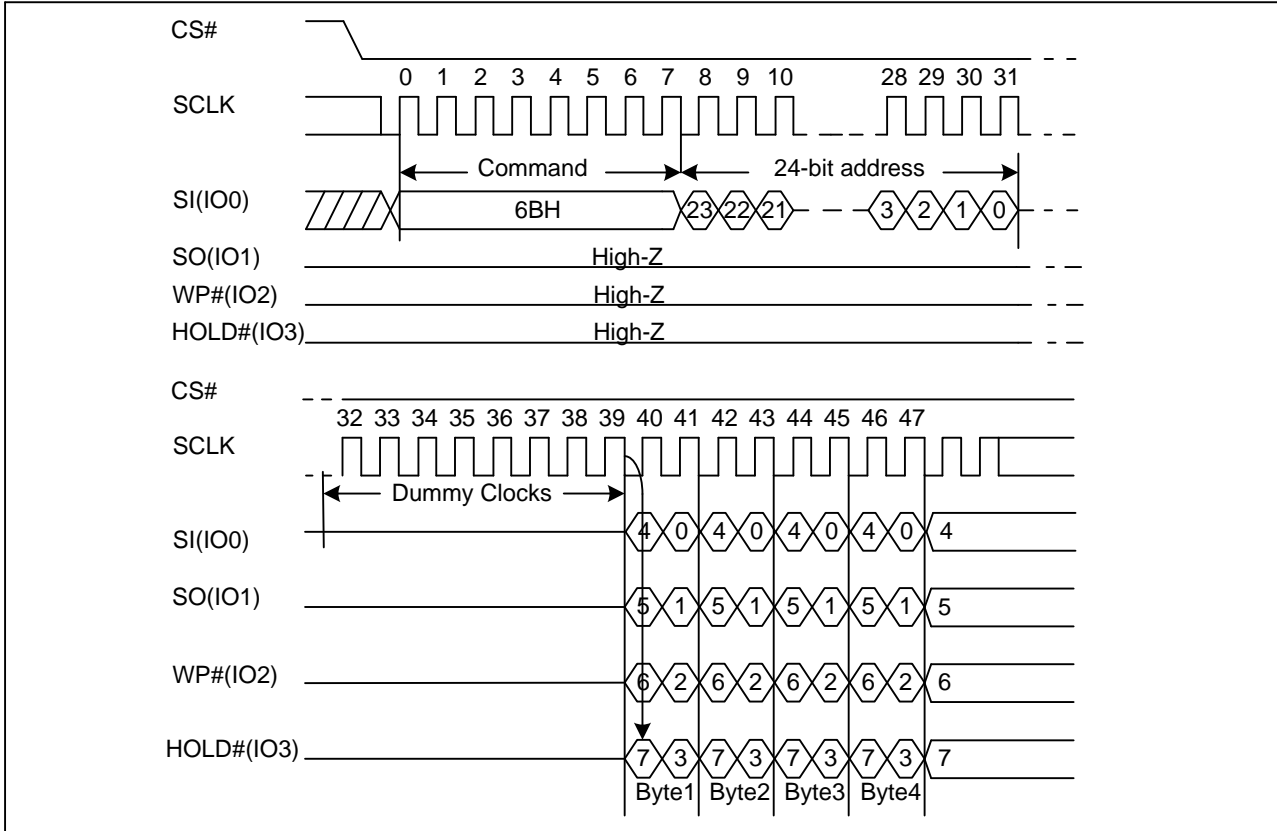 CS#
0 1 2 3 4 5 6 7 8 9 10 28 29 30 31
SCLK
Command 24-bit address
SI(IO0) 6BH 23 22 21 3 2 1 0
SO(IO1) High-Z
WP#(IO2) High-Z
HOLD#(IO3) High-Z
CS#
32 33 34 35 36 37 38 39 40 41 42 43 44 45 46 47
SCLK
Dummy Clocks
SI(IO0) 4 0 4 0 4 0 4 0 4
SO(IO1) 5 1 5 1 5 1 5 1 5
WP#(IO2) 6 2 6 2 6 2 6 2 6
HOLD#(IO3) 7 3 7 3 7 3 7 3 7
Byte1 Byte2 Byte3 Byte4